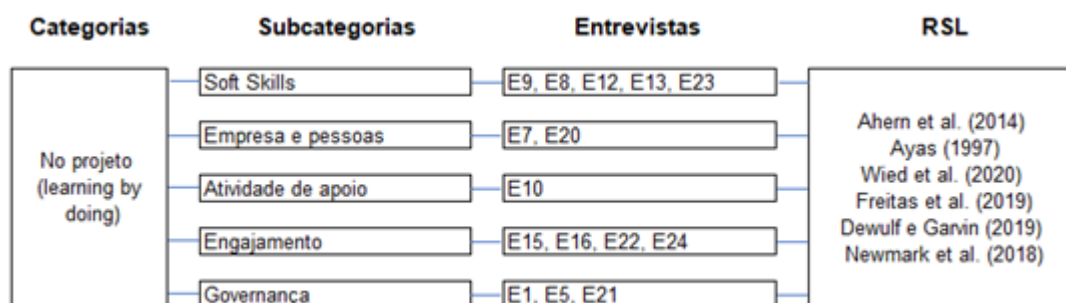 Categorias Subcategorias Entrevistas RSL
No projeto
(learning by
doing)
Soft Skills E9, E8, E12, E13, E23
Empresa e pessoas E7, E20
Atividade de apoio E10
Engajamento E15, E16, E22, E24
Governança E1, E5, E21
Ahern et al. (2014)
Ayas (1997)
Wied et al. (2020)
Freitas et al. (2019)
Dewulf e Garvin (2019)
Newmark et al. (2018)